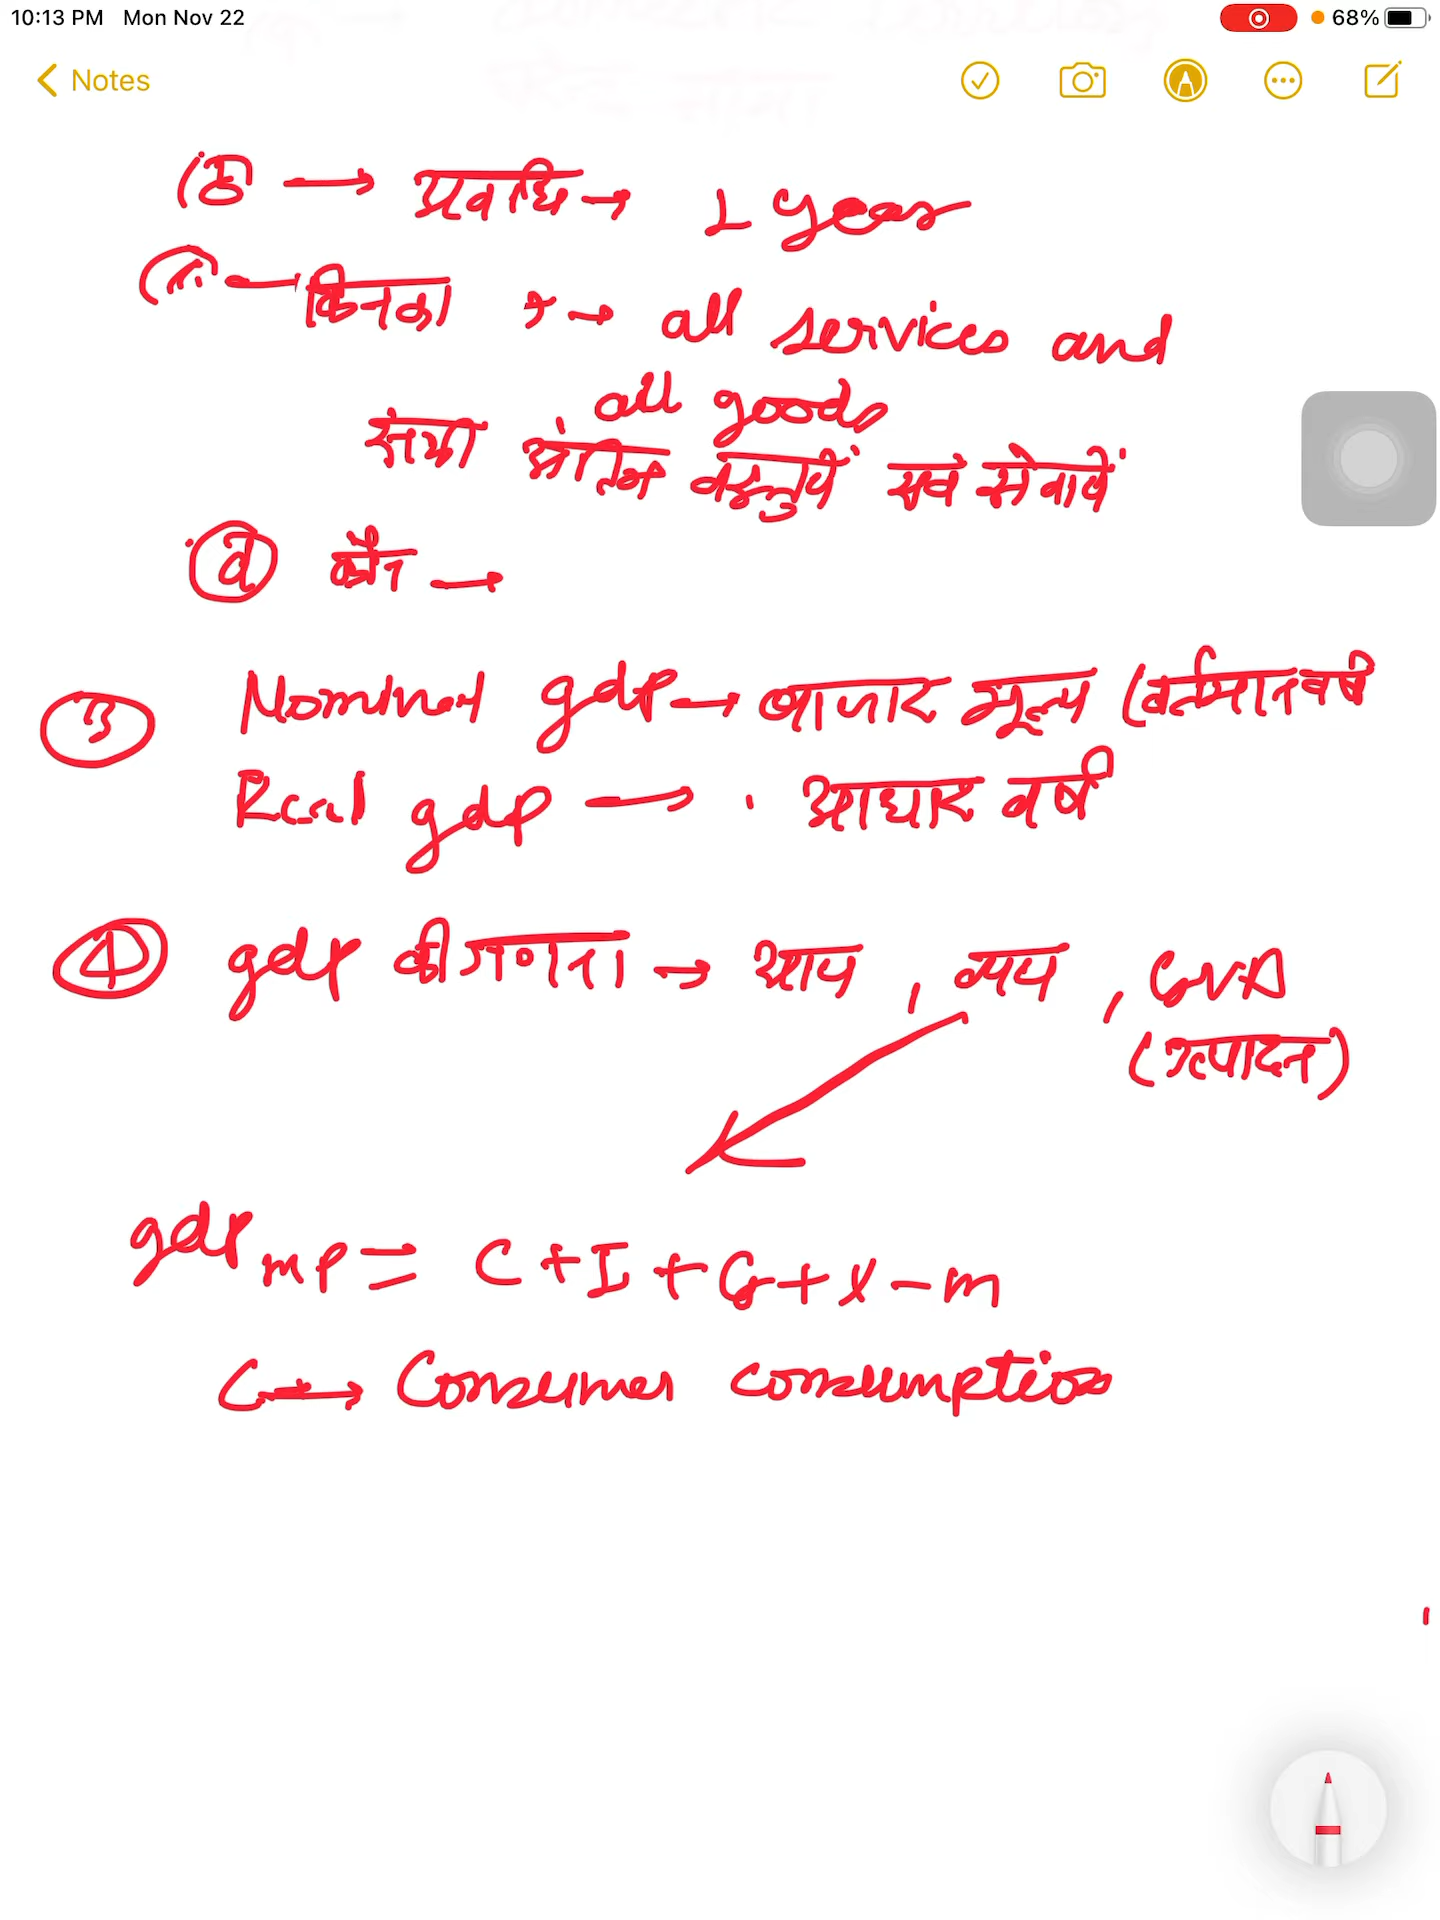 10:13 PM Mon Nov 22 68%
Notes
→ अवधि → 1 year
किनका → all services and
all goods
सभी अंतिम वस्तुयें एवं सेवायें
d कौन →
3 Nominal gdp → बाजार मूल्य (वर्तमान वर्ष
Real gdp → आधार वर्ष
4 gdp की गणना → आय, व्यय, GVA
(उत्पादन)
gdp mp = C + I + G + X - m
C → Consumer consumption